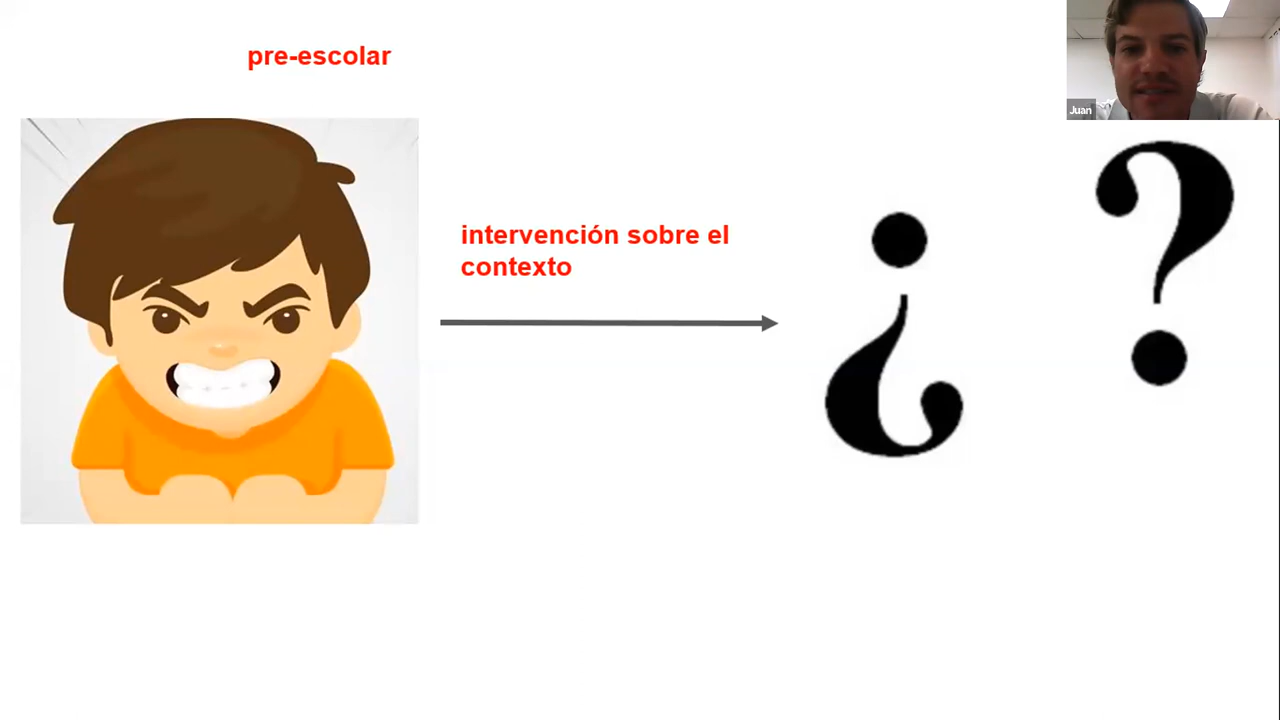 pre-escolar
Juan
intervención sobre el
contexto
¿ ?